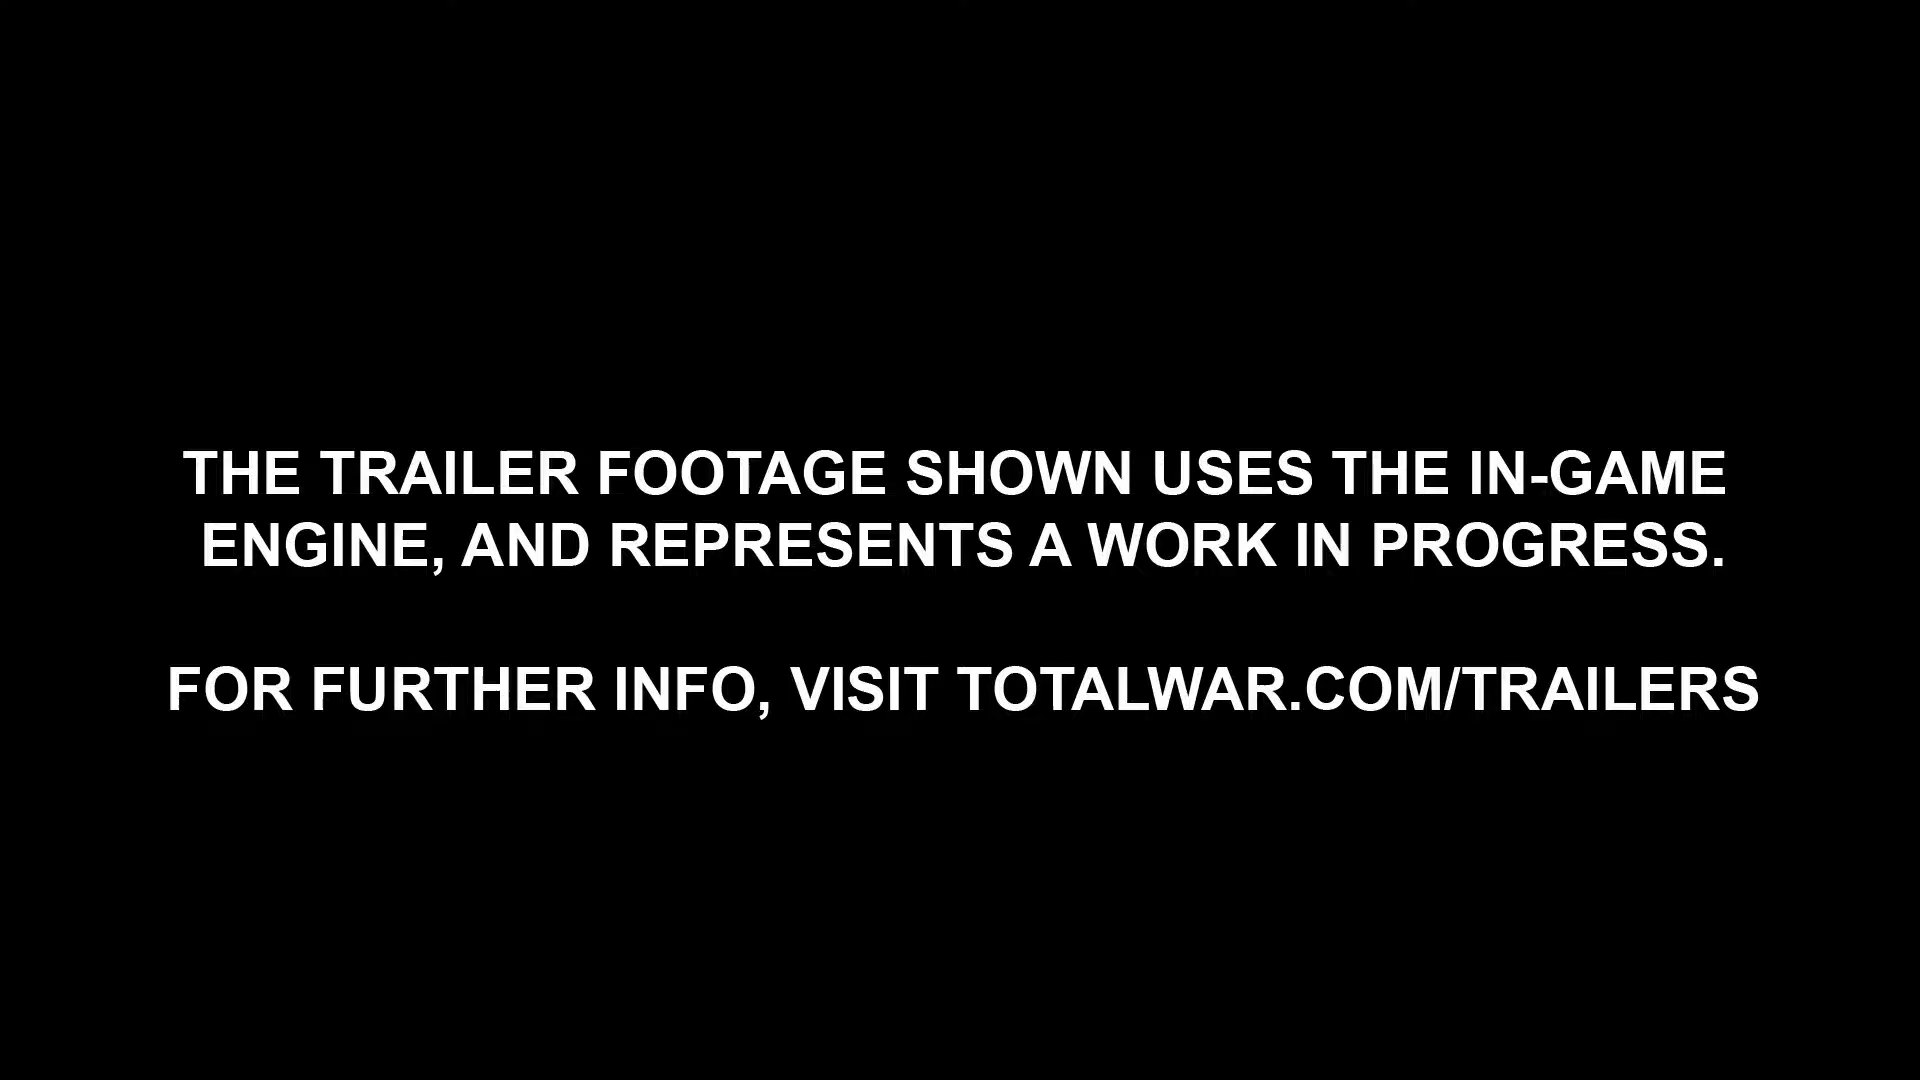 THE TRAILER FOOTAGE SHOWN USES THE IN-GAME
ENGINE, AND REPRESENTS A WORK IN PROGRESS.
FOR FURTHER INFO, VISIT TOTALWAR.COM/TRAILERS